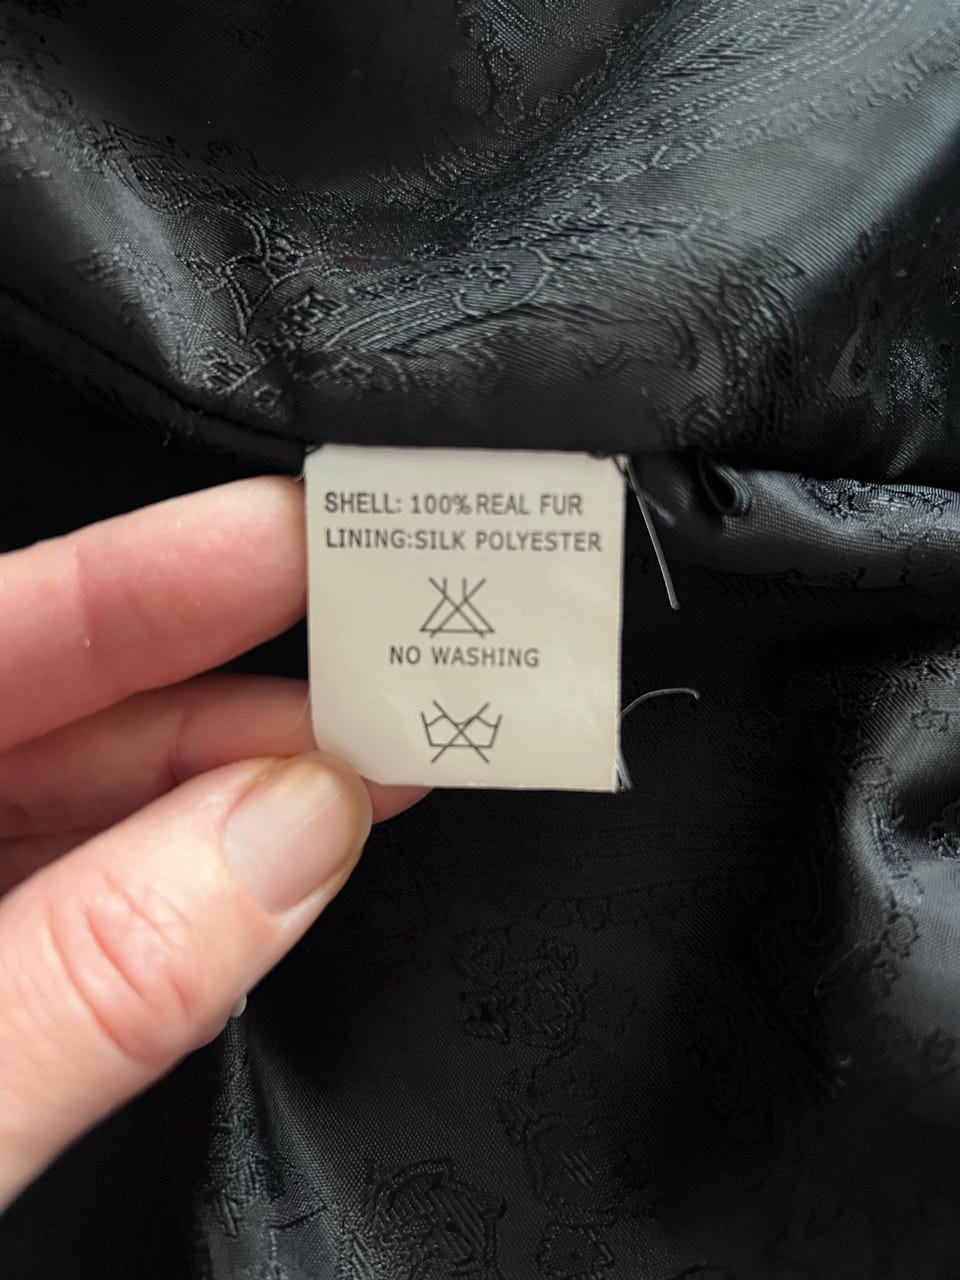 SHELL: 100% REAL FUR
LINING:SILK POLYESTER
NO WASHING